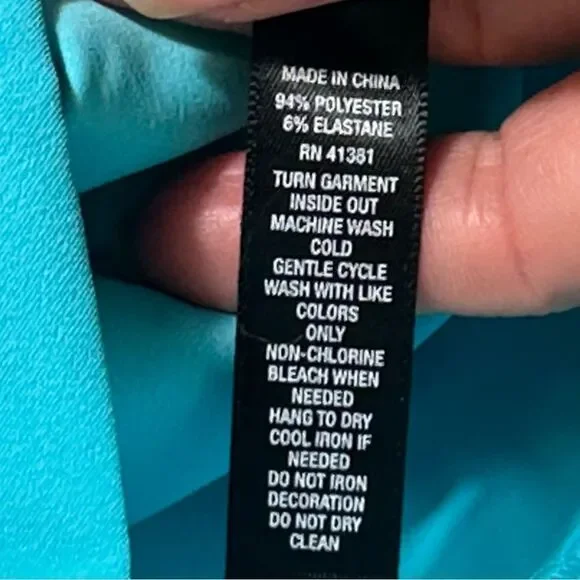 MADE IN CHINA
94% POLYESTER
6% ELASTANE
RN 41381
TURN GARMENT
INSIDE OUT
MACHINE WASH
COLD
GENTLE CYCLE
WASH WITH LIKE
COLORS
ONLY
NON-CHLORINE
BLEACH WHEN
NEEDED
HANG TO DRY
COOL IRON IF
NEEDED
DO NOT IRON
DECORATION
DO NOT DRY
CLEAN